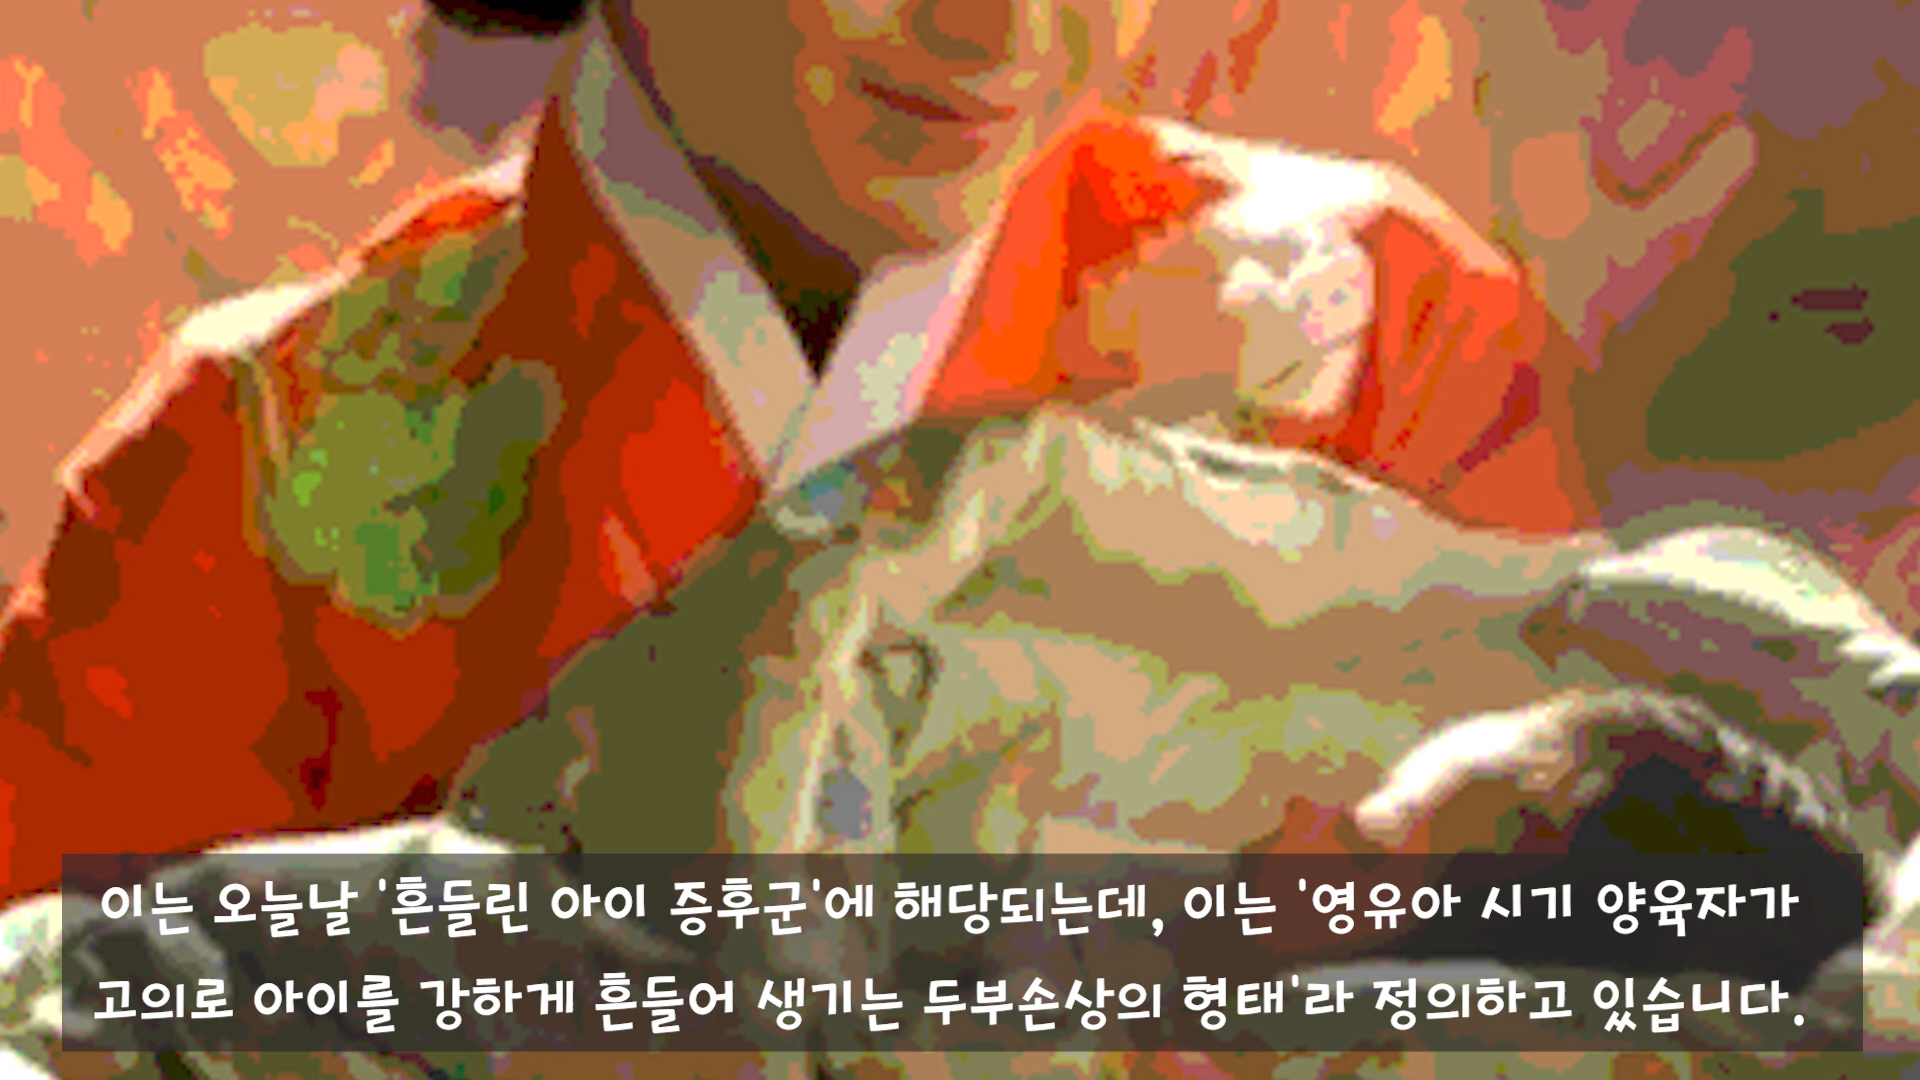 이는 오늘날 '흔들린 아이 증후군'에 해당되는데, 이는 '영유아 시기 양육자가
고의로 아이를 강하게 흔들어 생기는 두부손상의 형태'라 정의하고 있습니다.